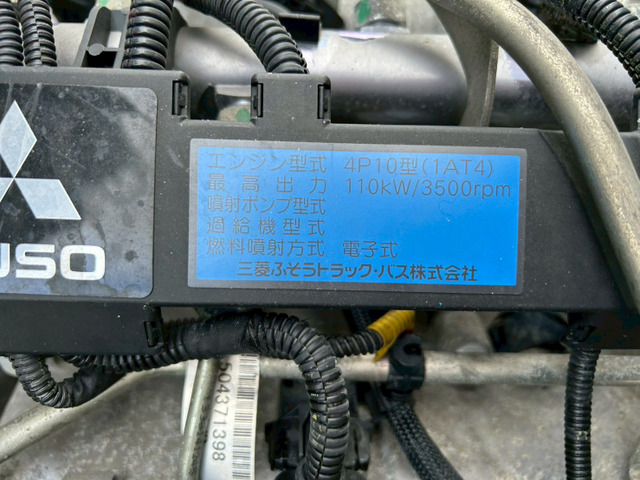 エンジン型式 4P10型(1AT4)
最高出力 110kW/3500rpm
噴射ポンプ型式
過給機型式
燃料噴射方式 電子式
三菱ふそうトラック・バス株式会社
USO
504371398